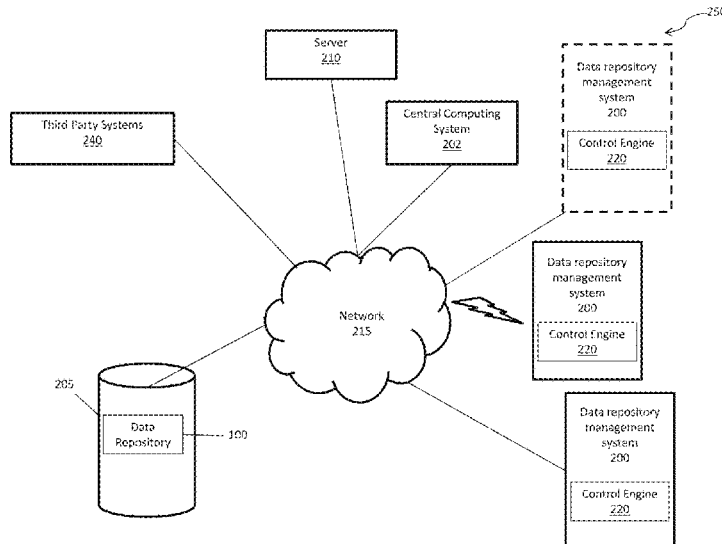 250
Server
210
Data repository
management
system
200
Control Engine
220
Third Party Systems
240
Central Computing
System
202
Data repository
management
system
200
Control Engine
220
Network
215
205
Data
Repository
100
Data repository
management
system
200
Control Engine
220